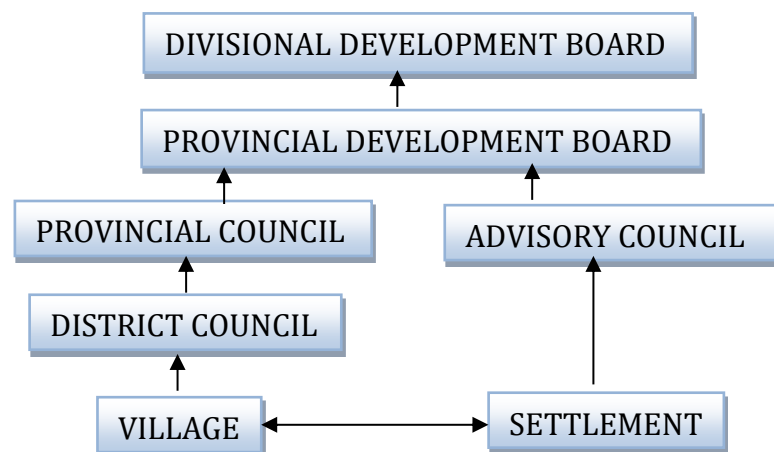 DIVISIONAL DEVELOPMENT BOARD
PROVINCIAL DEVELOPMENT BOARD
PROVINCIAL COUNCIL
ADVISORY COUNCIL
DISTRICT COUNCIL
VILLAGE
SETTLEMENT